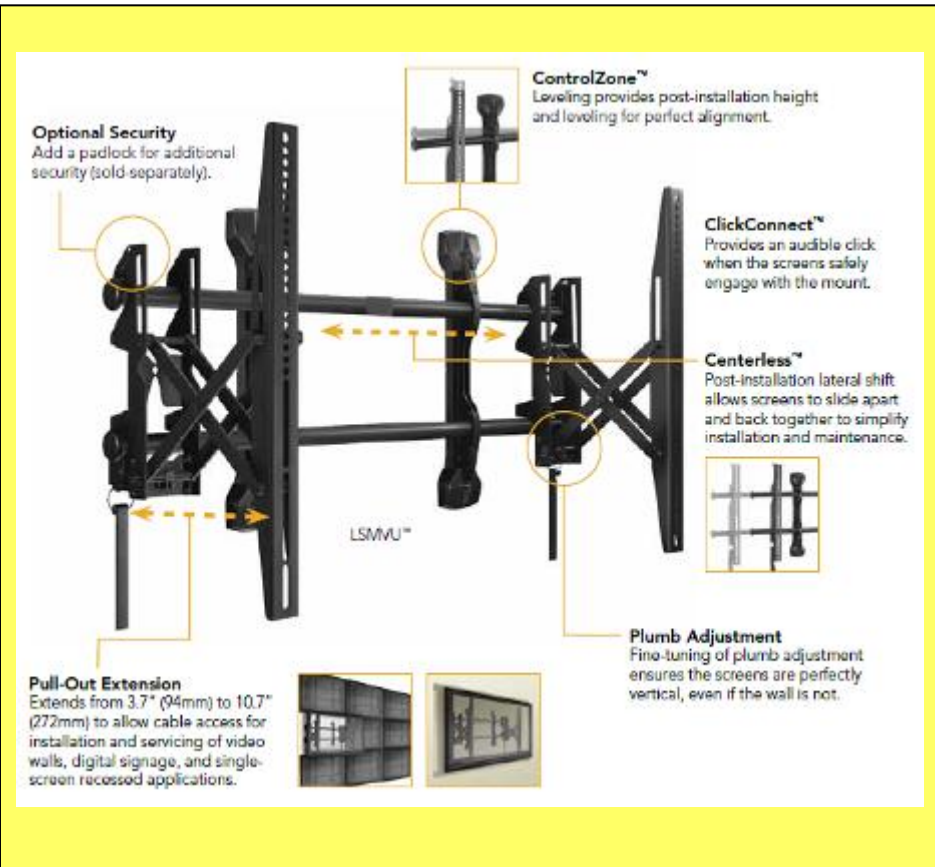 ControlZone™
Leveling provides post-installation height
and leveling for perfect alignment.
Optional Security
Add a padlock for additional
security (sold-separately).
ClickConnect™
Provides an audible click
when the screens safely
engage with the mount.
Centerless™
Post-installation lateral shift
allows screens to slide apart
and back together to simplify
installation and maintenance.
LSMVU™
Plumb Adjustment
Fine-tuning of plumb adjustment
ensures the screens are perfectly
vertical, even if the wall is not.
Pull-Out Extension
Extends from 3.7" (94mm) to 10.7"
(272mm) to allow cable access for
installation and servicing of video
walls, digital signage, and single-
screen recessed applications.